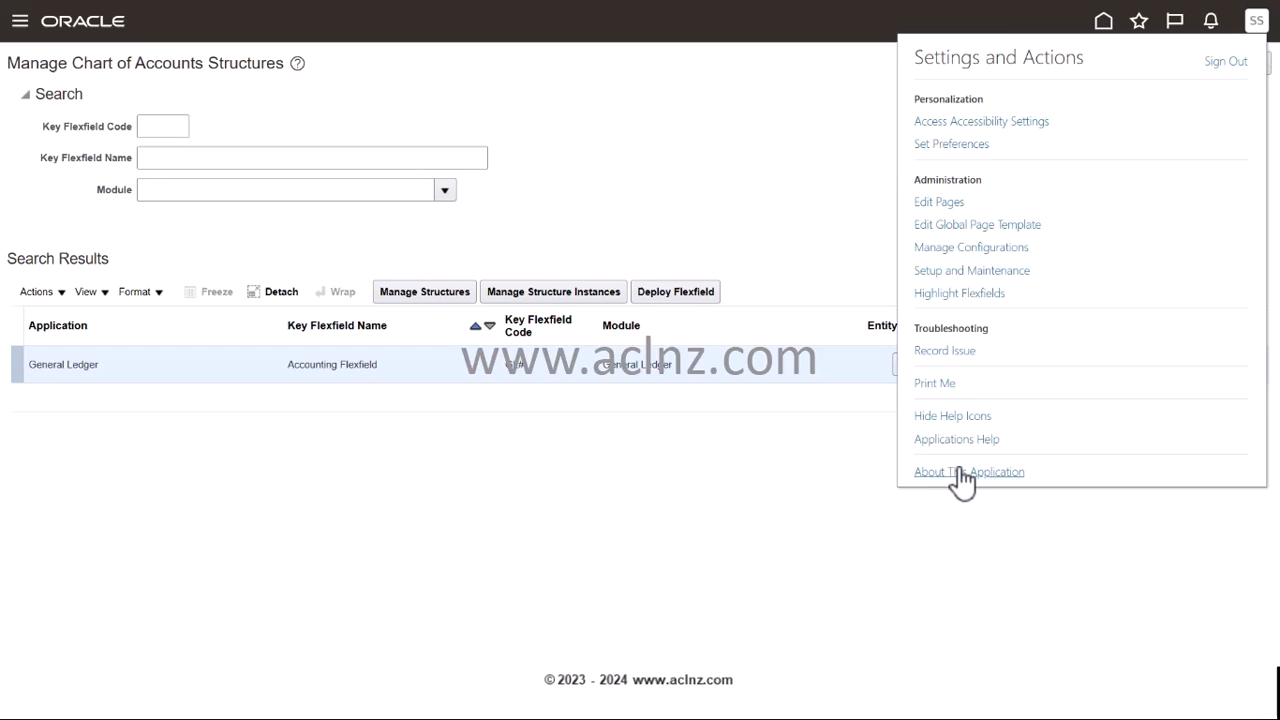 ORACLE
SS
Manage Chart of Accounts Structures
Search
Key Flexfield Code
Key Flexfield Name
Module
Search Results
Actions View Format Freeze Detach Wrap Manage Structures Manage Structure Instances Deploy Flexfield
Application Key Flexfield Name Key Flexfield Code Module Entity
General Ledger Accounting Flexfield General Ledger
www.aclnz.com
Settings and Actions
Sign Out
Personalization
Access Accessibility Settings
Set Preferences
Administration
Edit Pages
Edit Global Page Template
Manage Configurations
Setup and Maintenance
Highlight Flexfields
Troubleshooting
Record Issue
Print Me
Hide Help Icons
Applications Help
About This Application
© 2023 - 2024 www.aclnz.com